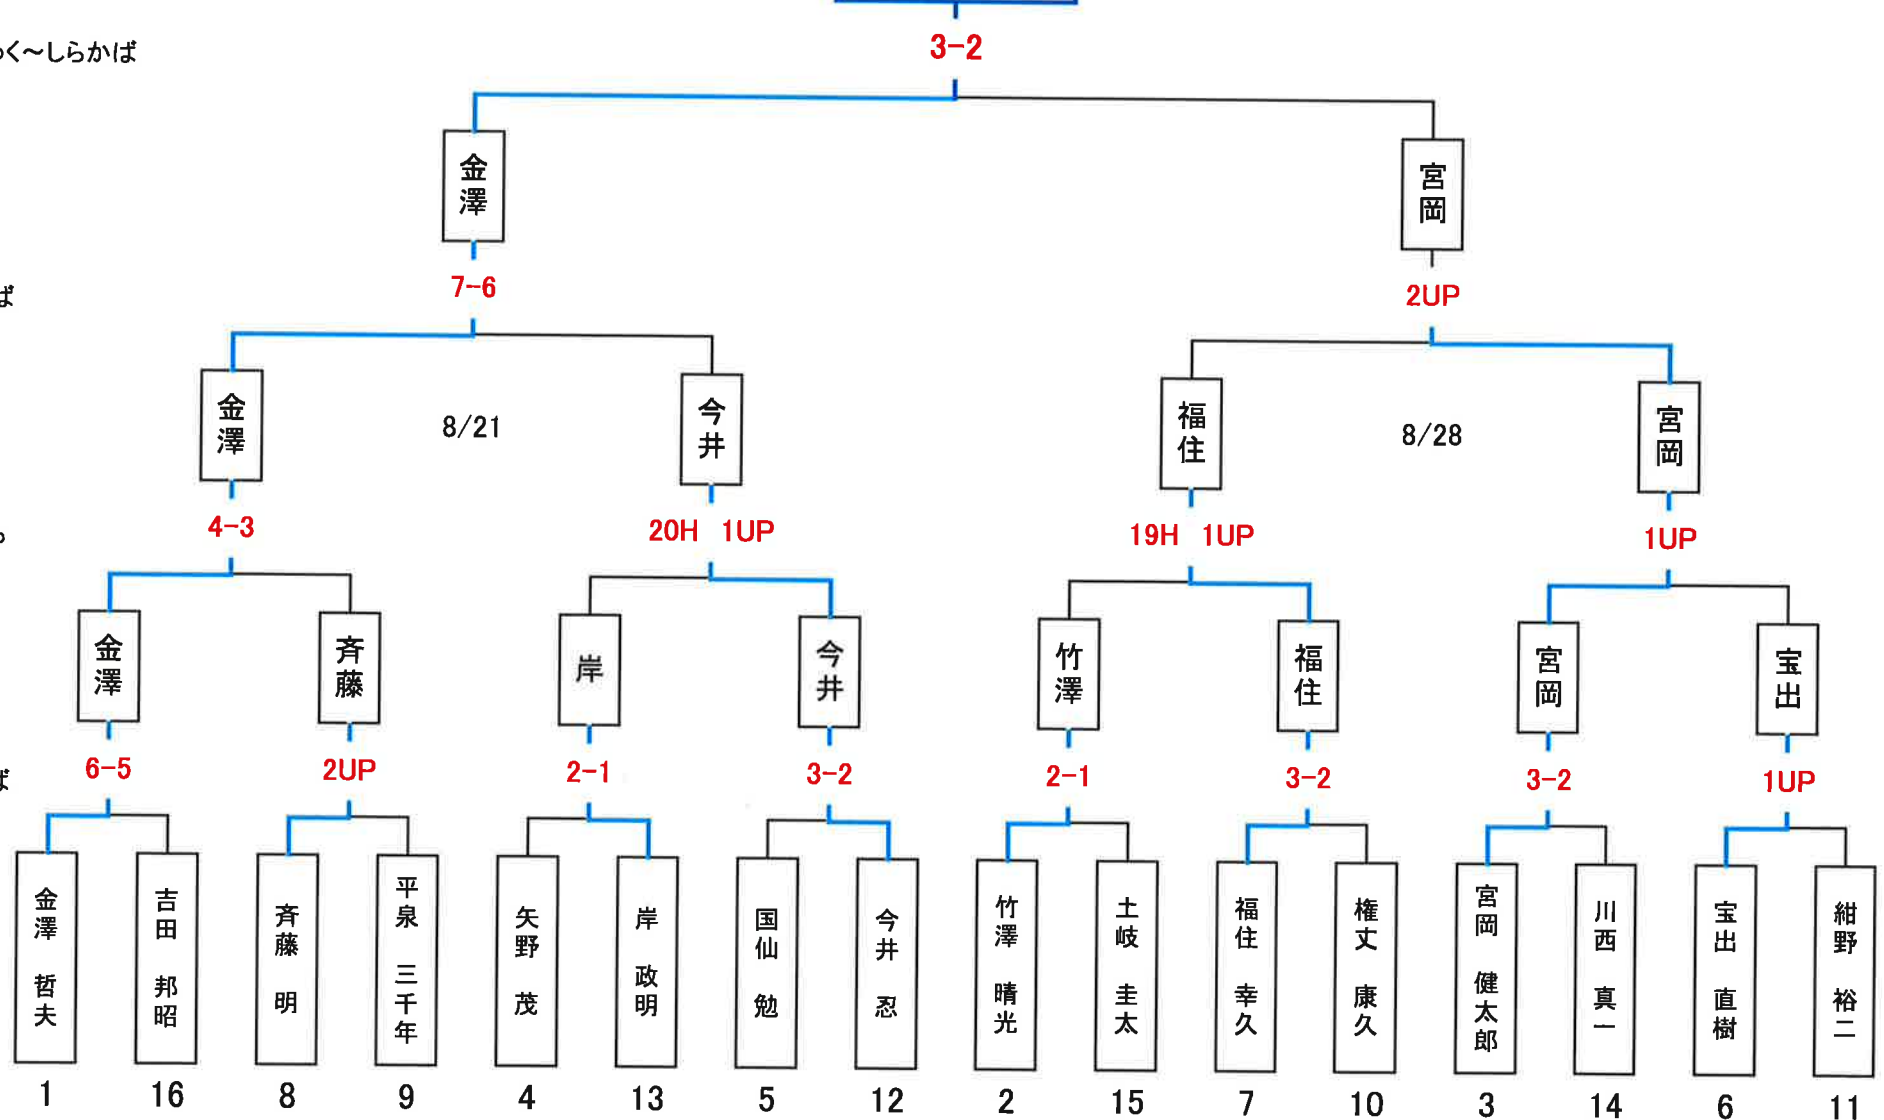 く～しらかば
3-2
金澤
宮岡
7-6
2UP
ば
金澤
8/21
今井
福住
8/28
宮岡
4-3
20H 1UP
19H 1UP
1UP
金澤
斉藤
岸
今井
竹澤
福住
宮岡
宝出
6-5
2UP
2-1
3-2
2-1
3-2
3-2
1UP
ば
金澤 哲夫
吉田 邦昭
斉藤 明
平泉 三千年
矢野 茂
岸 政明
国仙 勉
今井 忍
竹澤 晴光
土岐 圭太
福住 幸久
権丈 康久
宮岡 健太郎
川西 真一
宝出 直樹
紺野 裕二
1 16 8 9 4 13 5 12 2 15 7 10 3 14 6 11